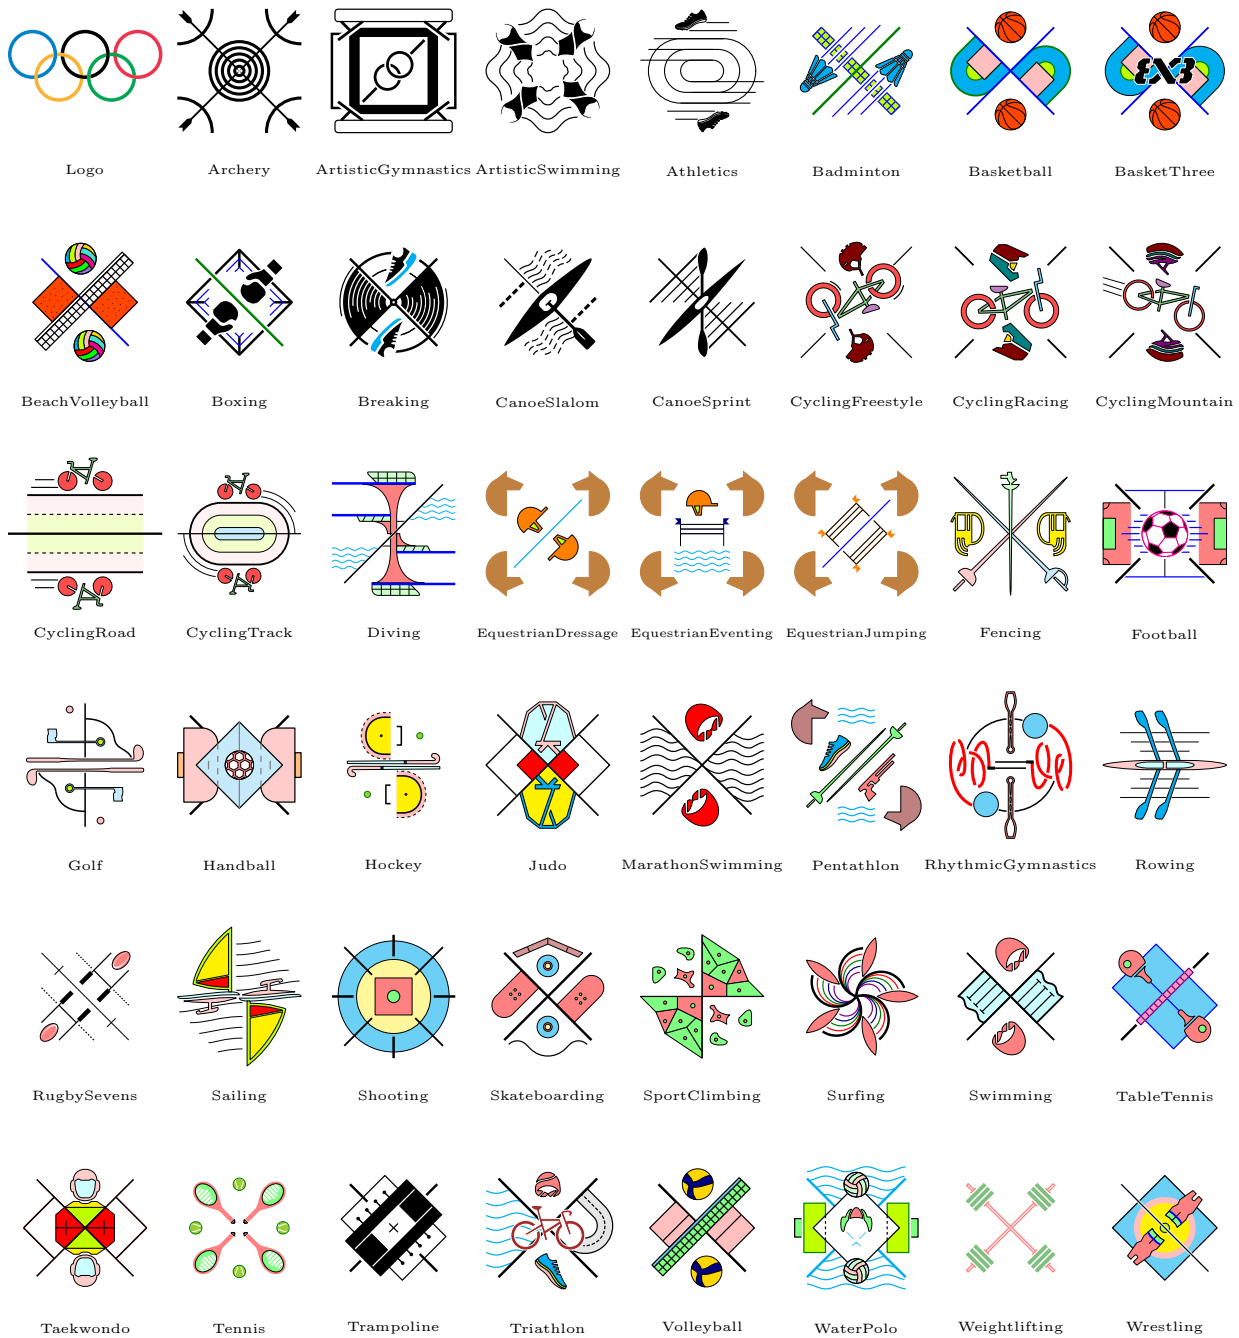 Logo Archery ArtisticGymnastics ArtisticSwimming Athletics Badminton Basketball BasketThree
BeachVolleyball Boxing Breaking CanoeSlalom CanoeSprint CyclingFreestyle CyclingRacing CyclingMountain
CyclingRoad CyclingTrack Diving EquestrianDressage EquestrianEventing EquestrianJumping Fencing Football
Golf Handball Hockey Judo MarathonSwimming Pentathlon RhythmicGymnastics Rowing
RugbySevens Sailing Shooting Skateboarding SportClimbing Surfing Swimming TableTennis
Taekwondo Tennis Trampoline Triathlon Volleyball WaterPolo Weightlifting Wrestling